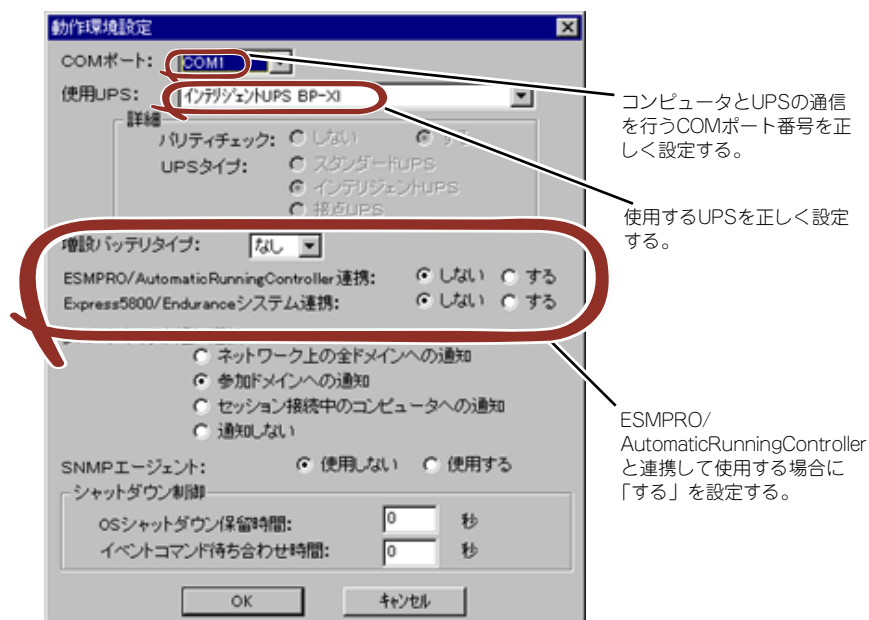 動作環境設定
COMポート: COM1
使用UPS: インテリジェントUPS BP-XI
詳細
パリティチェック: しない する
UPSタイプ: スタンダードUPS
インテリジェントUPS
接点UPS
増設バッテリタイプ: なし
ESMPRO/AutomaticRunningController連携: しない する
Express5800/Enduranceシステム連携: しない する
ネットワーク上の全ドメインへの通知
参加ドメインへの通知
セッション接続中のコンピュータへの通知
通知しない
SNMPエージェント: 使用しない 使用する
シャットダウン制御
OSシャットダウン保留時間: 0 秒
イベントコマンド待ち合わせ時間: 0 秒
OK キャンセル
コンピュータとUPSの通信
を行うCOMポート番号を正
しく設定する。
使用するUPSを正しく設定
する。
ESMPRO/
AutomaticRunningController
と連携して使用する場合に
「する」を設定する。